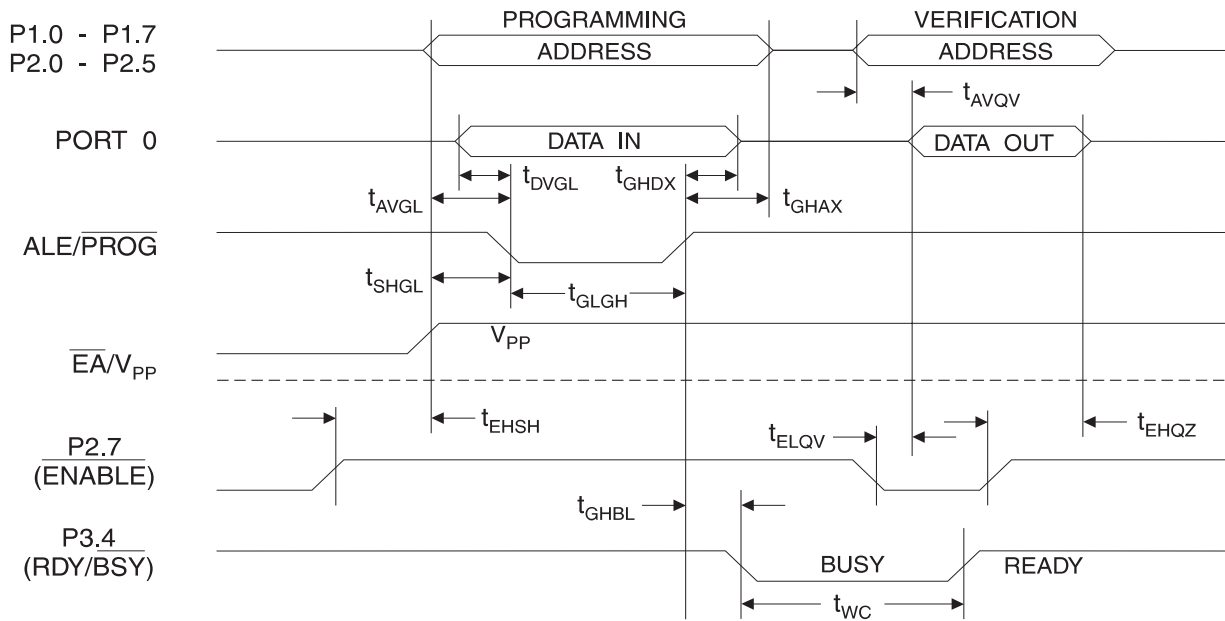 PROGRAMMING
VERIFICATION
P1.0 - P1.7
P2.0 - P2.5
ADDRESS
ADDRESS
tAVQV
PORT 0
DATA IN
DATA OUT
tDVGL
tGHDX
tAVGL
tGHAX
ALE/PROG
tSHGL
tGLGH
VPP
EA/VPP
tEHSH
tELQV
tEHQZ
P2.7
(ENABLE)
tGHBL
P3.4
(RDY/BSY)
BUSY
READY
tWC